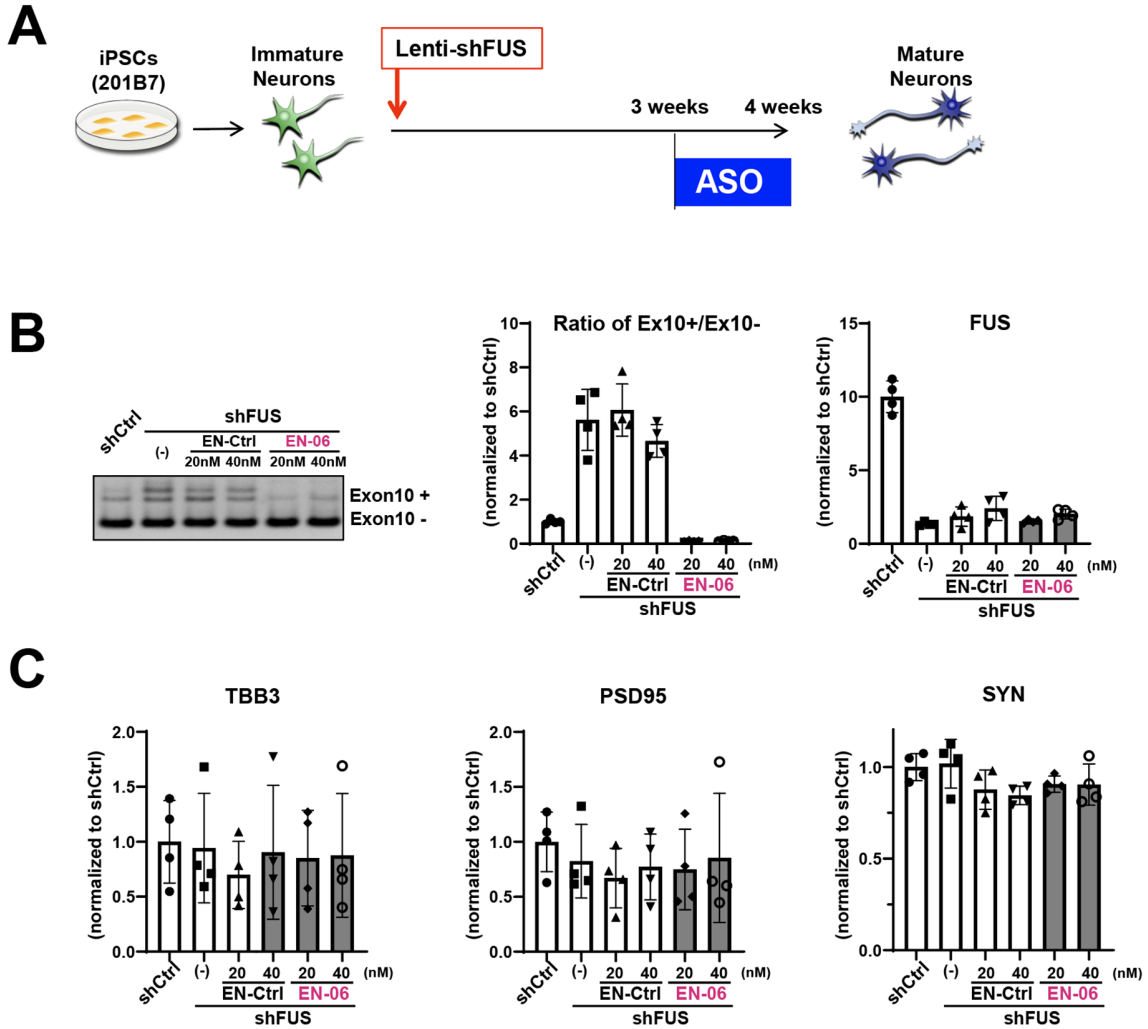 A
iPSCs
(201B7)
Immature
Neurons
Lenti-shFUS
3 weeks
4 weeks
ASO
Mature
Neurons
B
shCtrl
shFUS
(-)
EN-Ctrl
EN-06
20nM
40nM
20nM
40nM
Exon10 +
Exon10 -
Ratio of Ex10+/Ex10-
(normalized to shCtrl)
10
8
6
4
2
0
shCtrl
(-)
20
40
20
40
(nM)
EN-Ctrl
EN-06
shFUS
FUS
(normalized to shCtrl)
15
10
5
0
shCtrl
(-)
20
40
20
40
(nM)
EN-Ctrl
EN-06
shFUS
C
TBB3
(normalized to shCtrl)
2.0
1.5
1.0
0.5
0.0
shCtrl
(-)
20
40
20
40
(nM)
EN-Ctrl
EN-06
shFUS
PSD95
(normalized to shCtrl)
2.0
1.5
1.0
0.5
0.0
shCtrl
(-)
20
40
20
40
(nM)
EN-Ctrl
EN-06
shFUS
SYN
(normalized to shCtrl)
1.0
0.5
0.0
shCtrl
(-)
20
40
20
40
(nM)
EN-Ctrl
EN-06
shFUS